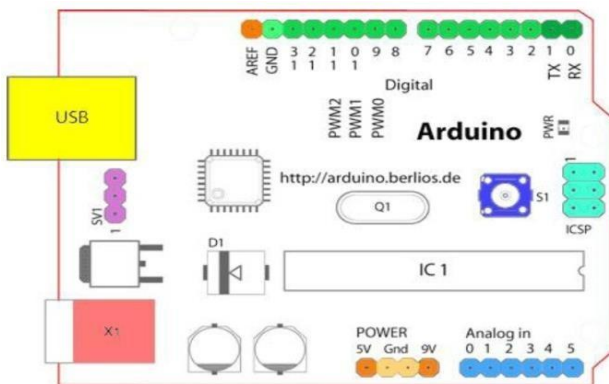 AREF
GND
13
12
11
10
9
8
7
6
5
4
3
2
1
0
TX
RX
Digital
PWM2
PWM1
PWM0
Arduino
PWR
USB
http://arduino.berlios.de
SV1
1
Q1
S1
1
ICSP
D1
IC 1
X1
POWER
5V Gnd 9V
Analog in
0 1 2 3 4 5